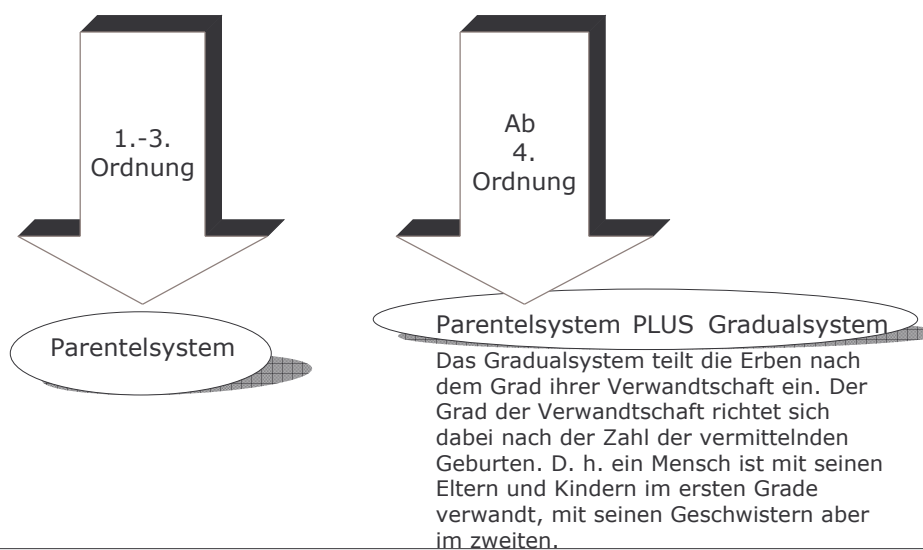 1.-3.
Ordnung
Parentelsystem
Ab
4.
Ordnung
Parentelsystem PLUS Gradualsystem
Das Gradualsystem teilt die Erben nach
dem Grad ihrer Verwandtschaft ein. Der
Grad der Verwandtschaft richtet sich
dabei nach der Zahl der vermittelnden
Geburten. D. h. ein Mensch ist mit seinen
Eltern und Kindern im ersten Grade
verwandt, mit seinen Geschwistern aber
im zweiten.